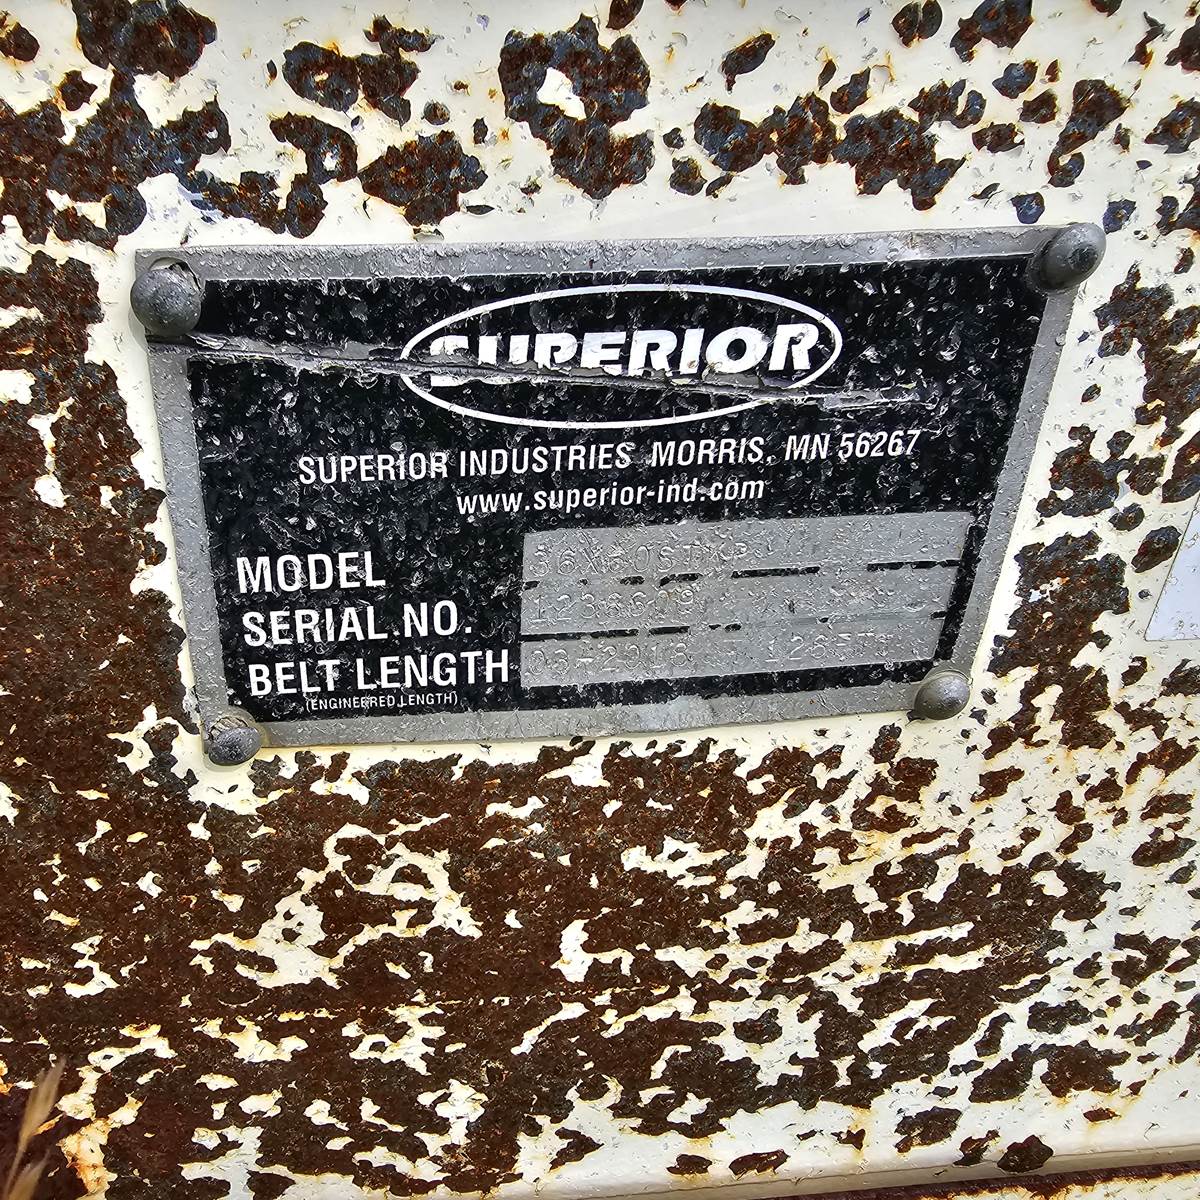 SUPERIOR
SUPERIOR INDUSTRIES MORRIS, MN 56267
www.superior-ind.com
MODEL
SERIAL NO.
BELT LENGTH
(ENGINEERED LENGTH)